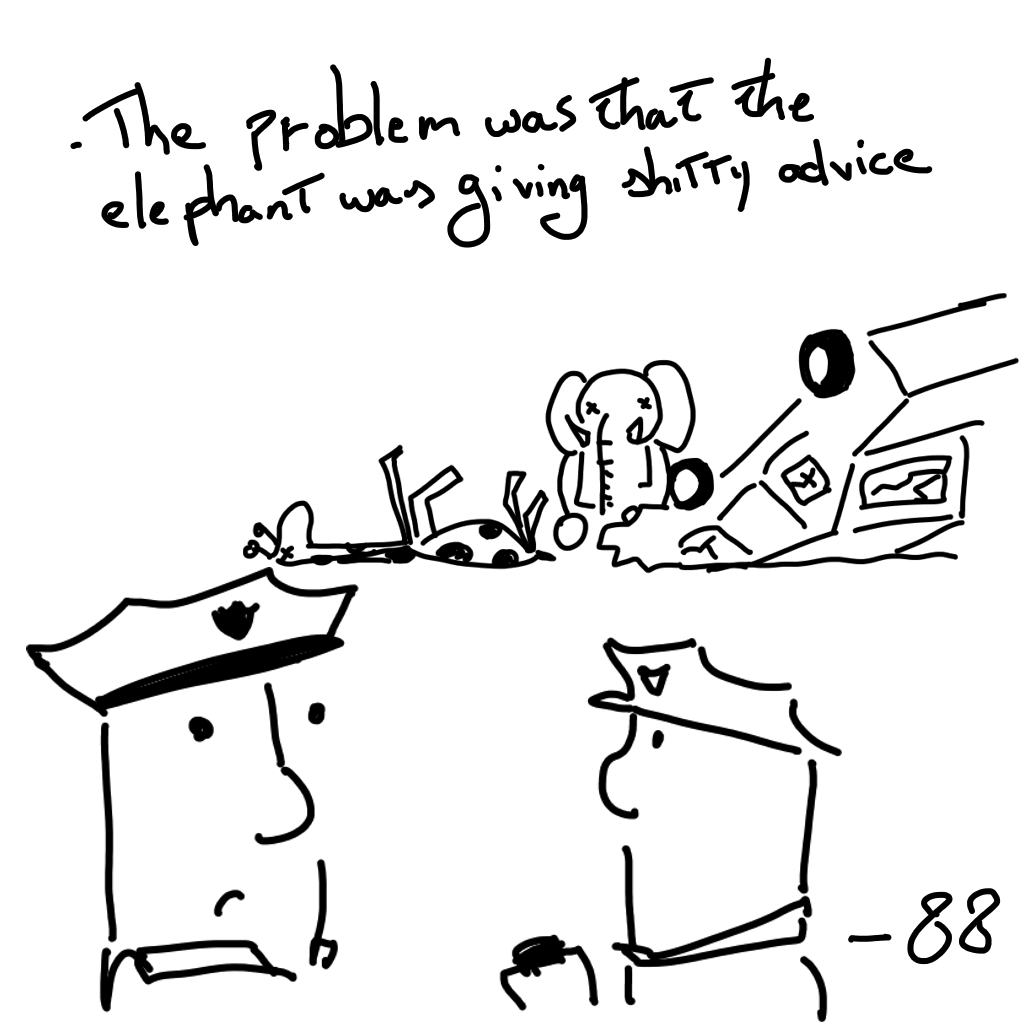 . The problem was that the
elephant was giving shitty advice
- 88